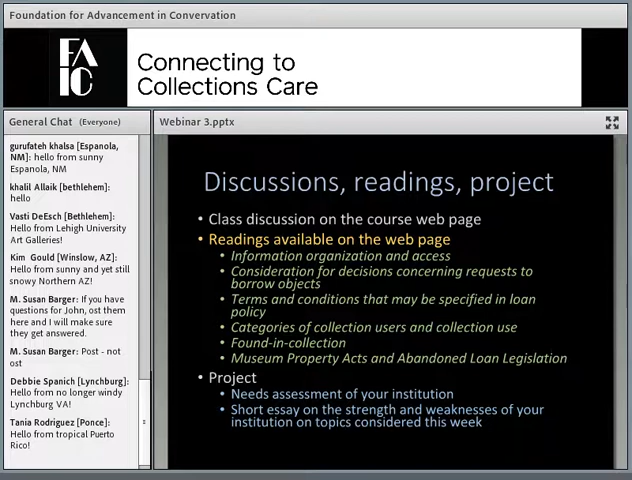 Foundation for Advancement in Convervation
FA
IC
Connecting to
Collections Care
General Chat (Everyone)
gurufateh khalsa [Espanola,
NM]: hello from sunny
Espanola, NM
khalil Allaik [bethlehem]:
hello
Vasti DeEsch [Bethlehem]:
Hello from Lehigh University
Art Galleries!
Kim Gould [Winslow, AZ]:
Hello from sunny and yet still
snowy Northern AZ!
M. Susan Barger: If you have
questions for John, ost them
here and I will make sure
they get answered.
M. Susan Barger: Post - not
ost
Debbie Spanich [Lynchburg]:
Hello from no longer windy
Lynchburg VA!
Tania Rodriguez [Ponce]:
Hello from tropical Puerto
Rico!
Webinar 3.pptx
Discussions, readings, project
• Class discussion on the course web page
• Readings available on the web page
• Information organization and access
• Consideration for decisions concerning requests to
borrow objects
• Terms and conditions that may be specified in loan
policy
• Categories of collection users and collection use
• Found-in-collection
• Museum Property Acts and Abandoned Loan Legislation
• Project
• Needs assessment of your institution
• Short essay on the strength and weaknesses of your
institution on topics considered this week